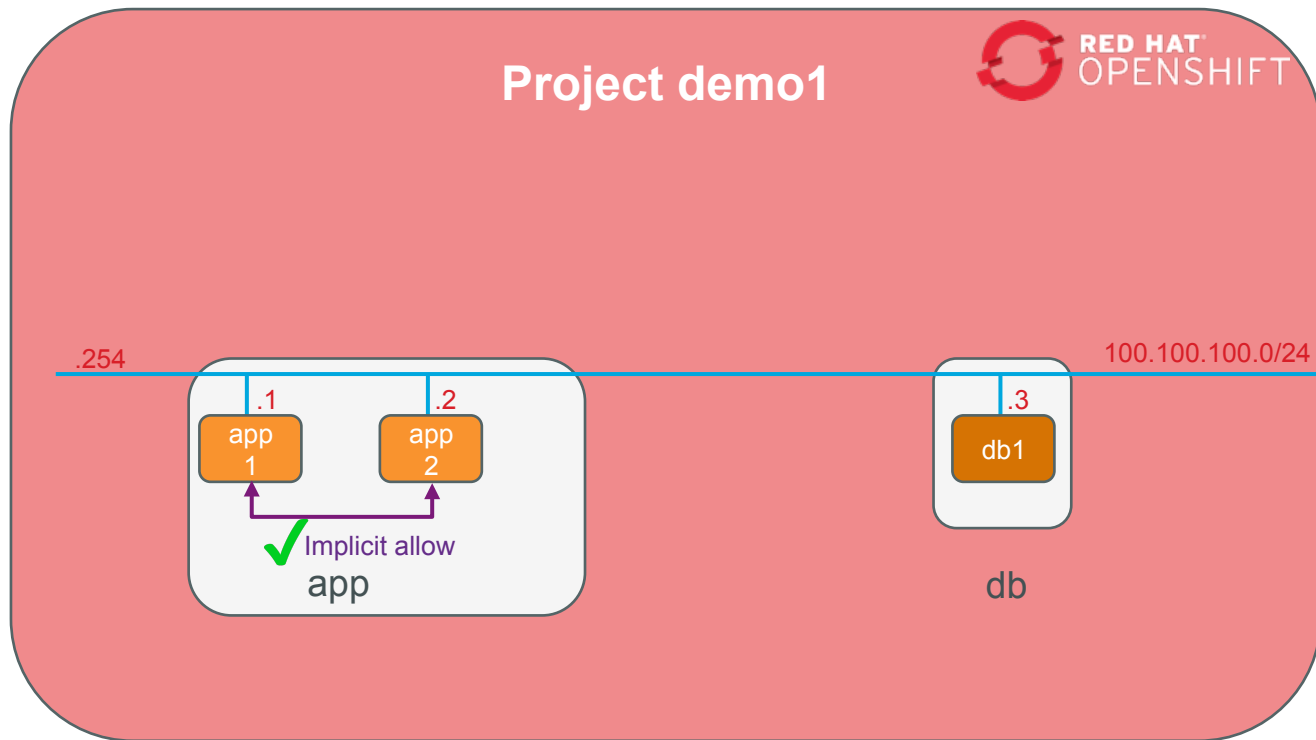 Project demo1
RED HAT
OPENSHIFT
.254
100.100.100.0/24
.1
.2
.3
app
1
app
2
db1
Implicit allow
app
db